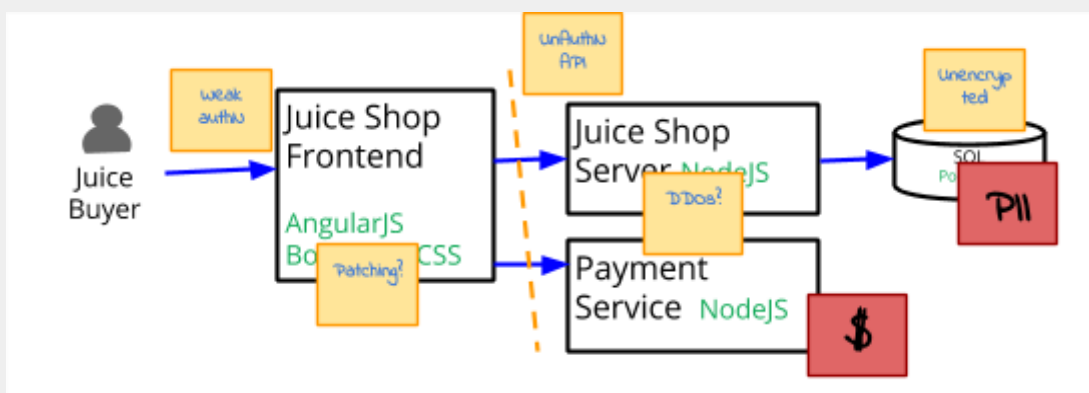 weak
authn
UnAuthN
API
Unencryp
ted
Juice
Buyer
Juice Shop
Frontend
AngularJS
CSS
Patching?
Juice Shop
Server NodeJS
DDOS?
Payment
Service NodeJS
$
SQL
PII